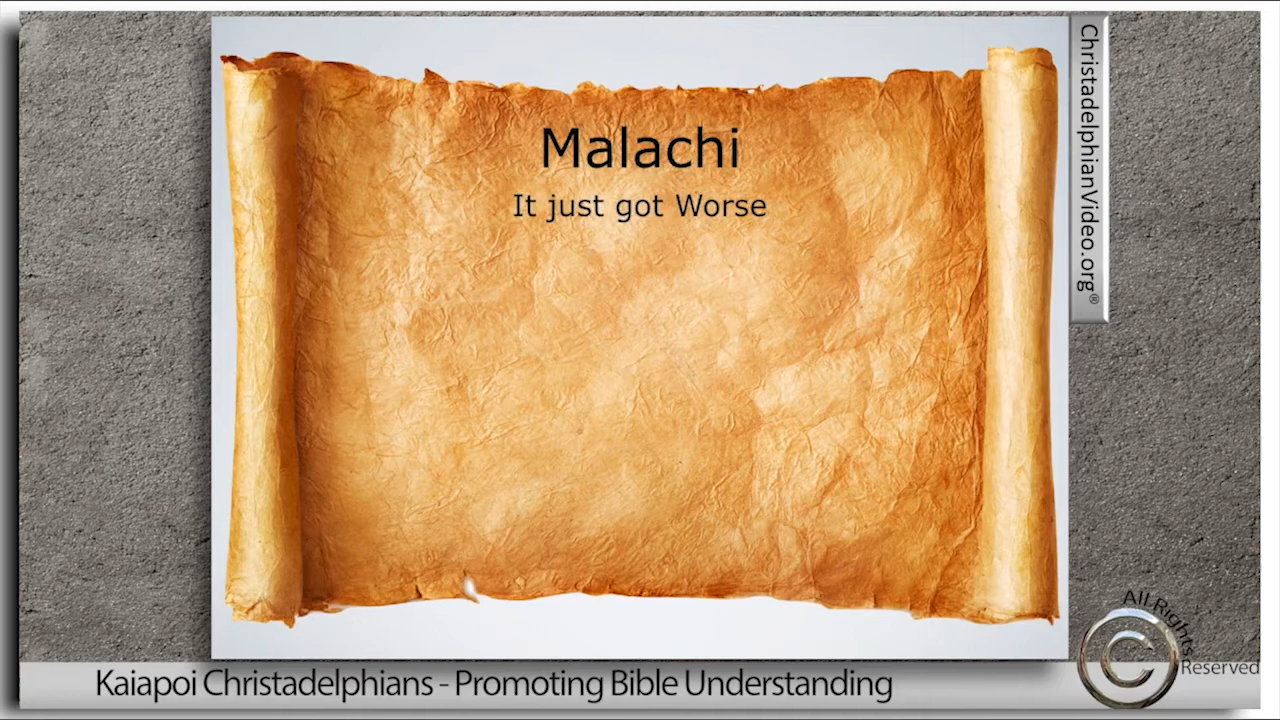 Malachi
It just got Worse
ChristadelphianVideo.org®
All Rights
Reserved
Kaiapoi Christadelphians - Promoting Bible Understanding